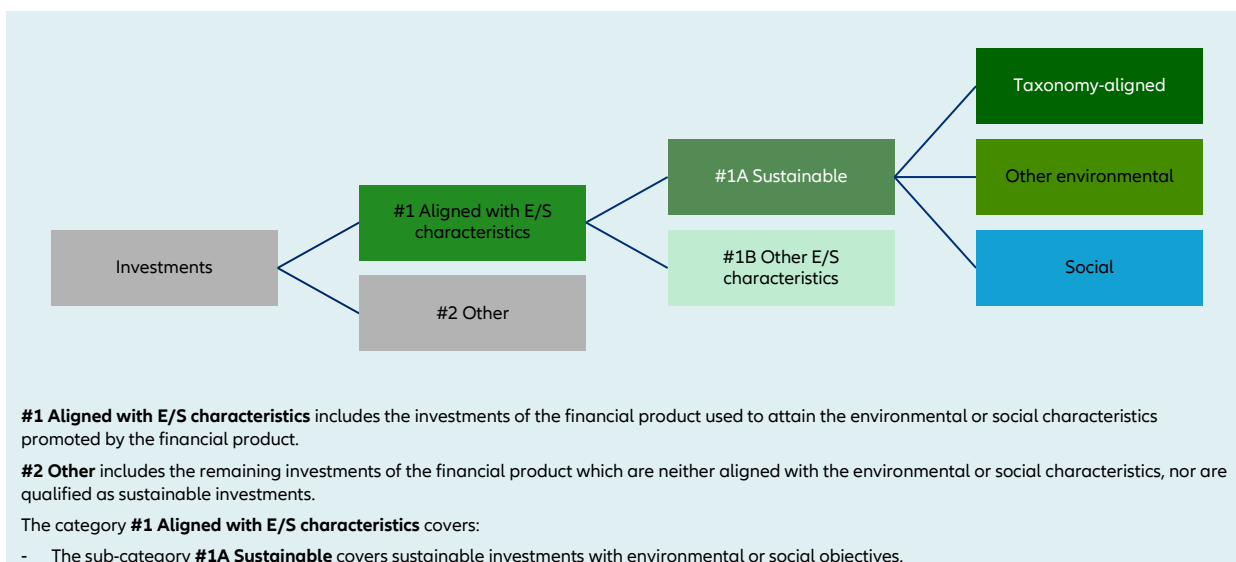 Taxonomy-aligned
#1A Sustainable
Other environmental
#1 Aligned with E/S
characteristics
Investments
#1B Other E/S
characteristics
Social
#2 Other
#1 Aligned with E/S characteristics includes the investments of the financial product used to attain the environmental or social characteristics
promoted by the financial product.
#2 Other includes the remaining investments of the financial product which are neither aligned with the environmental or social characteristics, nor are
qualified as sustainable investments.
The category #1 Aligned with E/S characteristics covers:
- The sub-category #1A Sustainable covers sustainable investments with environmental or social objectives.